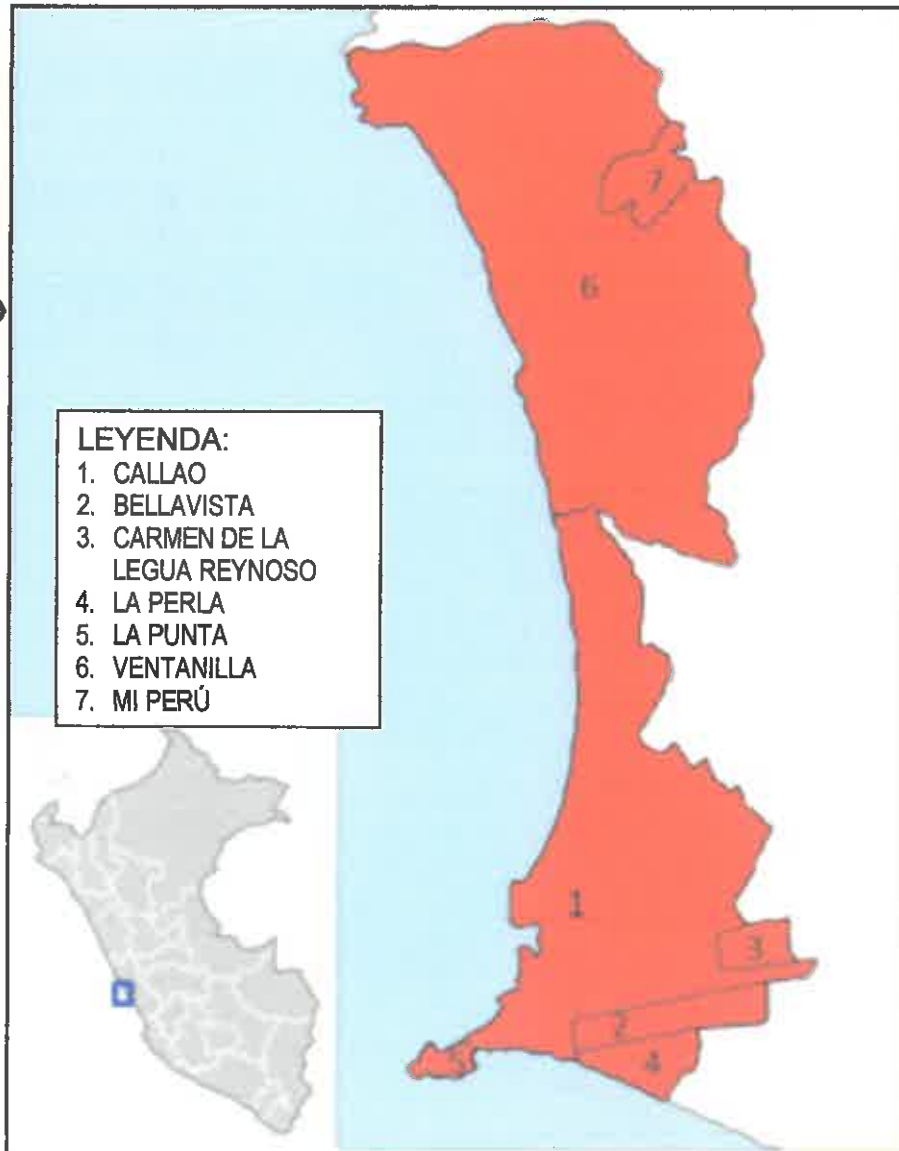 7
6
LEYENDA:
1. CALLAO
2. BELLAVISTA
3. CARMEN DE LA
LEGUA REYNOSO
4. LA PERLA
5. LA PUNTA
6. VENTANILLA
7. MI PERÚ
1
3
2
5
4